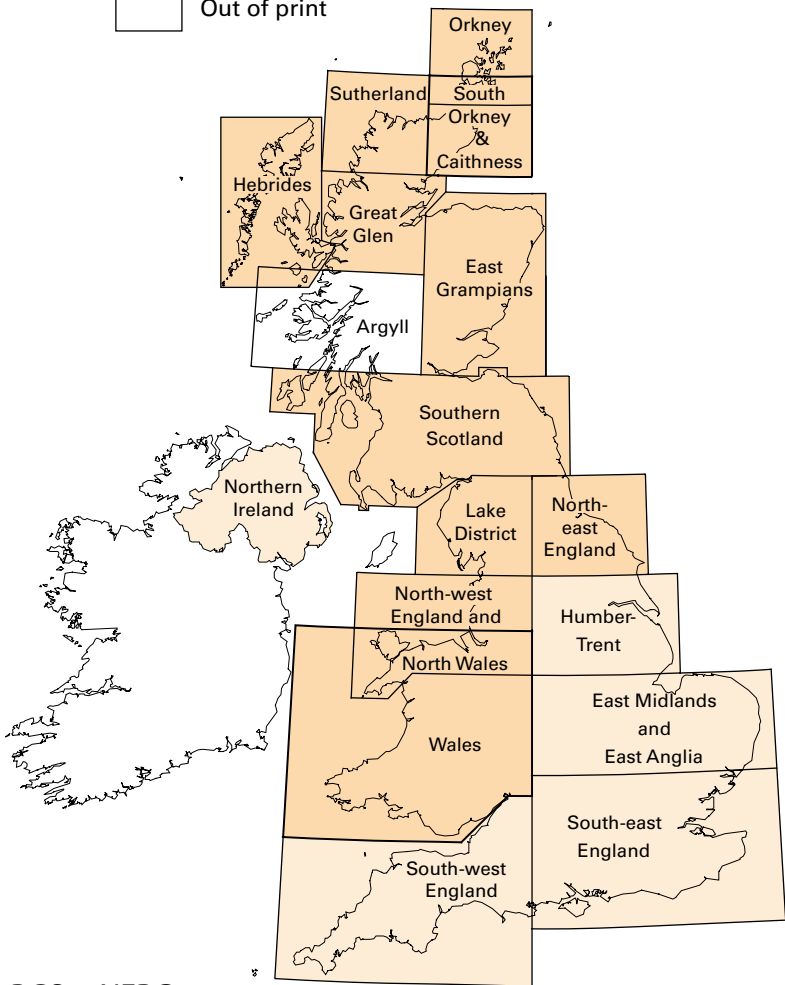 Out of print
Orkney
Sutherland
South
Orkney
&
Caithness
Hebrides
Great
Glen
East
Grampians
Argyll
Southern
Scotland
Northern
Ireland
Lake
District
North-
east
England
North-west
England and
North Wales
Humber-
Trent
East Midlands
and
East Anglia
Wales
South-east
England
South-west
England